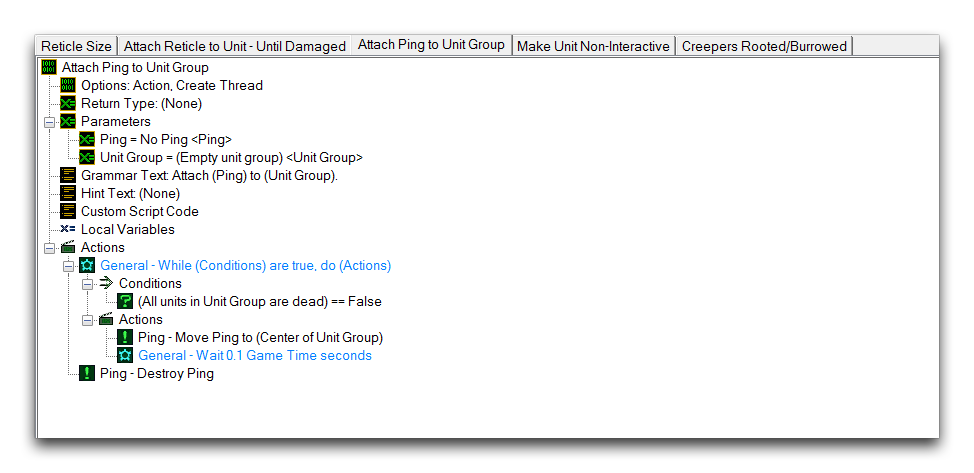 Reticle Size Attach Reticle to Unit - Until Damaged Attach Ping to Unit Group Make Unit Non-Interactive Creepers Rooted/Burrowed
Attach Ping to Unit Group
Options: Action, Create Thread
Return Type: (None)
Parameters
Ping = No Ping <Ping>
Unit Group = (Empty unit group) <Unit Group>
Grammar Text: Attach (Ping) to (Unit Group).
Hint Text: (None)
Custom Script Code
Local Variables
Actions
General - While (Conditions) are true, do (Actions)
Conditions
(All units in Unit Group are dead) == False
Actions
Ping - Move Ping to (Center of Unit Group)
General - Wait 0.1 Game Time seconds
Ping - Destroy Ping